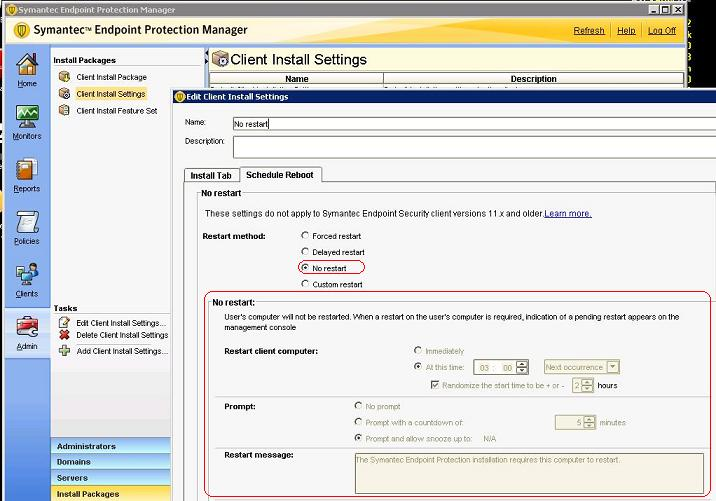 Symantec Endpoint Protection Manager
Symantec™ Endpoint Protection Manager
Refresh Help Log Off
Home
Monitors
Reports
Policies
Clients
Admin
Install Packages
Client Install Package
Client Install Settings
Client Install Feature Set
Tasks
Edit Client Install Settings...
Delete Client Install Settings
Add Client Install Settings...
Administrators
Domains
Servers
Install Packages
Client Install Settings
Name Description
Edit Client Install Settings
Name: No restart
Description:
Install Tab Schedule Reboot
No restart
These settings do not apply to Symantec Endpoint Security client versions 11.x and older.Learn more.
Restart method: Forced restart
Delayed restart
No restart
Custom restart
No restart:
User's computer will not be restarted. When a restart on the user's computer is required, indication of a pending restart appears on the
management console
Restart client computer: Immediately
At this time: 03 : 00 Next occurrence
Randomize the start time to be + or - 2 hours
Prompt: No prompt
Prompt with a countdown of: 5 minutes
Prompt and allow snooze up to: N/A
Restart message: The Symantec Endpoint Protection installation requires this computer to restart.